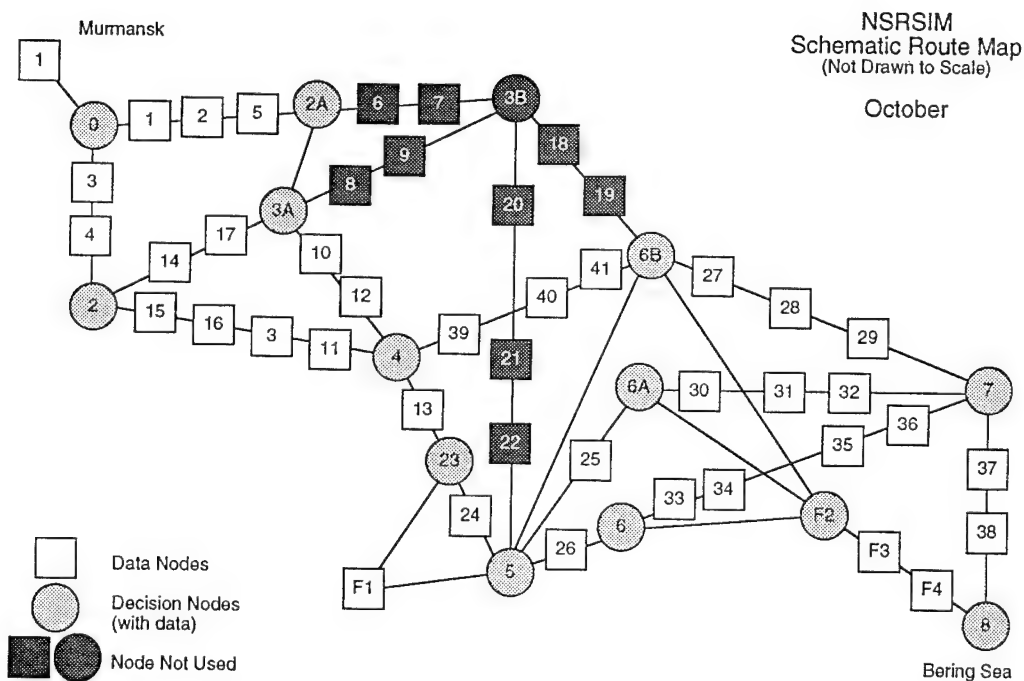 Murmansk
NSRSIM
Schematic Route Map
(Not Drawn to Scale)
October
1
0
1
2
5
2A
6
7
3B
3
9
18
8
19
4
3A
20
17
10
14
6B
41
27
2
15
12
40
28
16
3
39
29
11
4
21
6A
30
31
32
7
13
36
22
35
23
25
37
33
34
24
6
F2
38
26
F3
Data Nodes
5
F1
F4
Decision Nodes
(with data)
8
Node Not Used
Bering Sea